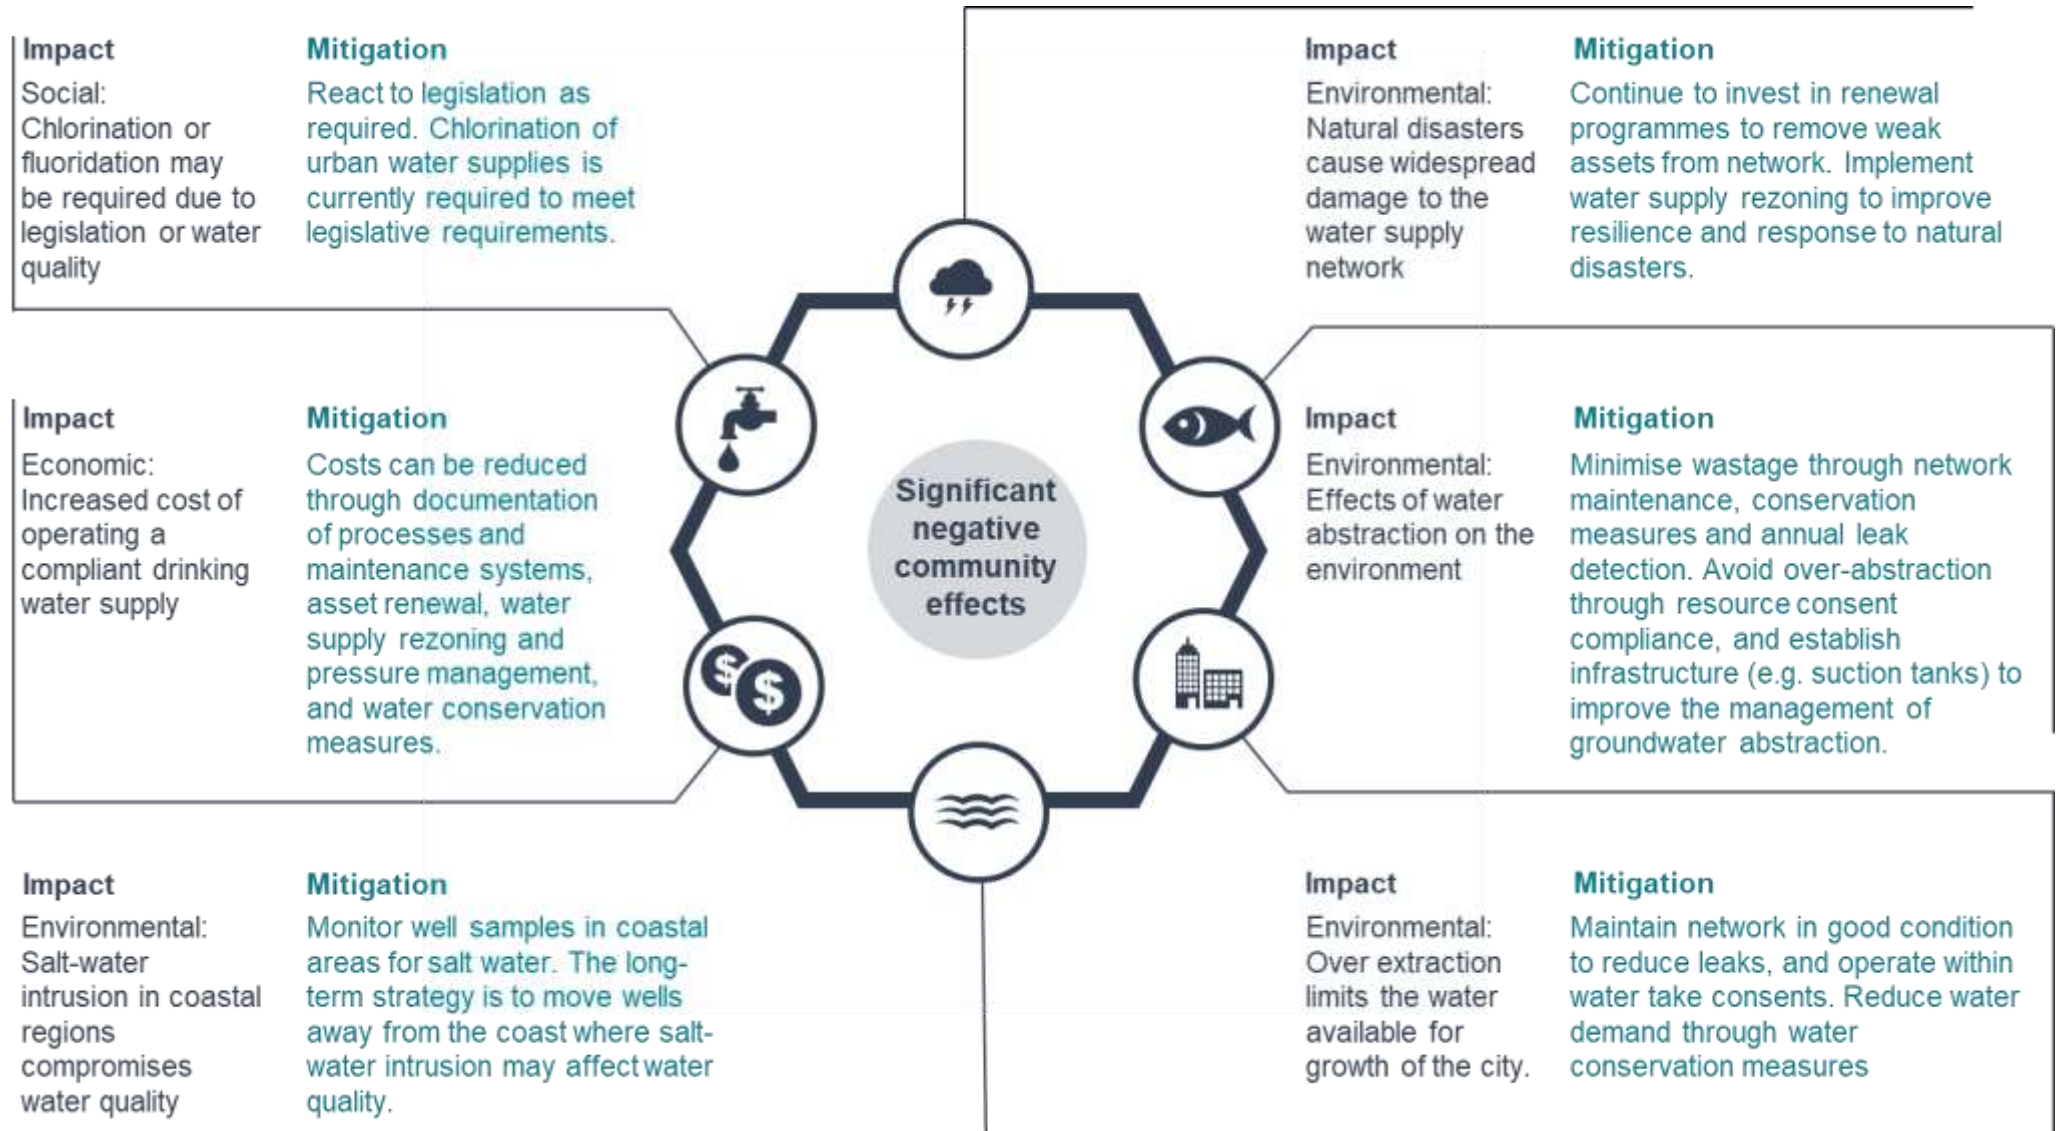 Impact
Mitigation
Social:
Chlorination or
fluoridation may
be required due to
legislation or water
quality
React to legislation as
required. Chlorination of
urban water supplies is
currently required to meet
legislative requirements.
Impact
Mitigation
Economic:
Increased cost of
operating a
compliant drinking
water supply
Costs can be reduced
through documentation
of processes and
maintenance systems,
asset renewal, water
supply rezoning and
pressure management,
and water conservation
measures.
Impact
Mitigation
Environmental:
Salt-water
intrusion in coastal
regions
compromises
water quality
Monitor well samples in coastal
areas for salt water. The long-
term strategy is to move wells
away from the coast where salt-
water intrusion may affect water
quality.
$
$
Significant
negative
community
effects
Impact
Mitigation
Environmental:
Natural disasters
cause widespread
damage to the
water supply
network
Continue to invest in renewal
programmes to remove weak
assets from network. Implement
water supply rezoning to improve
resilience and response to natural
disasters.
Impact
Mitigation
Environmental:
Effects of water
abstraction on the
environment
Minimise wastage through network
maintenance, conservation
measures and annual leak
detection. Avoid over-abstraction
through resource consent
compliance, and establish
infrastructure (e.g. suction tanks) to
improve the management of
groundwater abstraction.
Impact
Mitigation
Environmental:
Over extraction
limits the water
available for
growth of the city.
Maintain network in good condition
to reduce leaks, and operate within
water take consents. Reduce water
demand through water
conservation measures